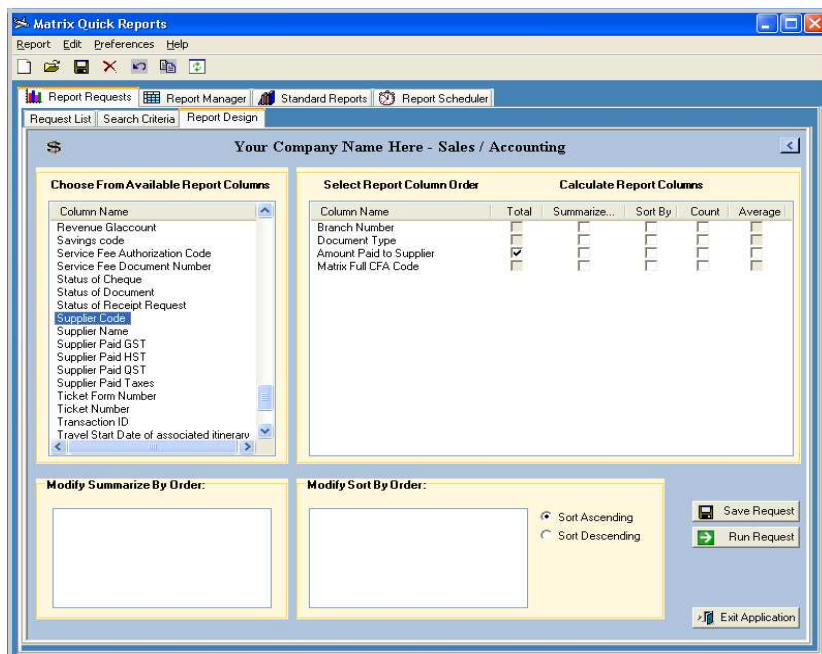 Matrix Quick Reports
Report Edit Preferences Help
Report Requests Report Manager Standard Reports Report Scheduler
Request List Search Criteria Report Design
$ Your Company Name Here - Sales / Accounting <
Choose From Available Report Columns
Column Name
Revenue Glaccount
Savings code
Service Fee Authorization Code
Service Fee Document Number
Status of Cheque
Status of Document
Status of Receipt Request
Supplier Code
Supplier Name
Supplier Paid GST
Supplier Paid HST
Supplier Paid QST
Supplier Paid Taxes
Ticket Form Number
Ticket Number
Transaction ID
Travel Start Date of associated itinerary
Select Report Column Order Calculate Report Columns
Column Name Total Summarize... Sort By Count Average
Branch Number
Document Type
Amount Paid to Supplier
Matrix Full CFA Code
Modify Summarize By Order:
Modify Sort By Order:
Sort Ascending
Sort Descending
Save Request
Run Request
Exit Application